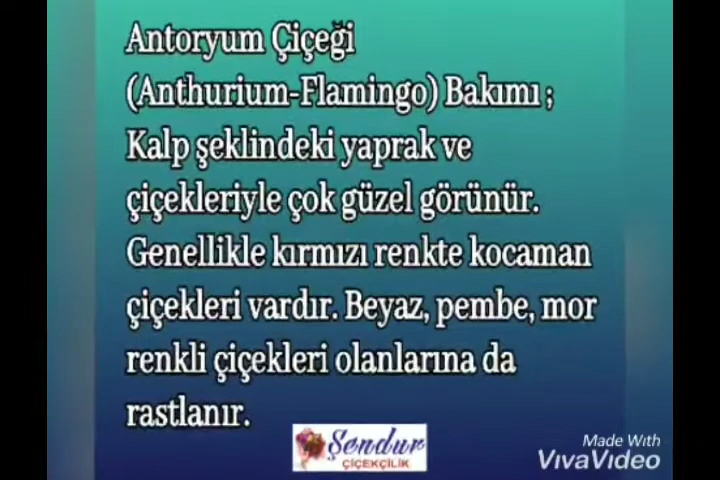 Antoryum Çiçeği
(Anthurium-Flamingo) Bakımı ;
Kalp şeklindeki yaprak ve
çiçekleriyle çok güzel görünür.
Genellikle kırmızı renkte kocaman
çiçekleri vardır. Beyaz, pembe, mor
renkli çiçekleri olanlarına da
rastlanır.
Şendur
ÇİÇEKÇİLİK
Made With
VivaVideo